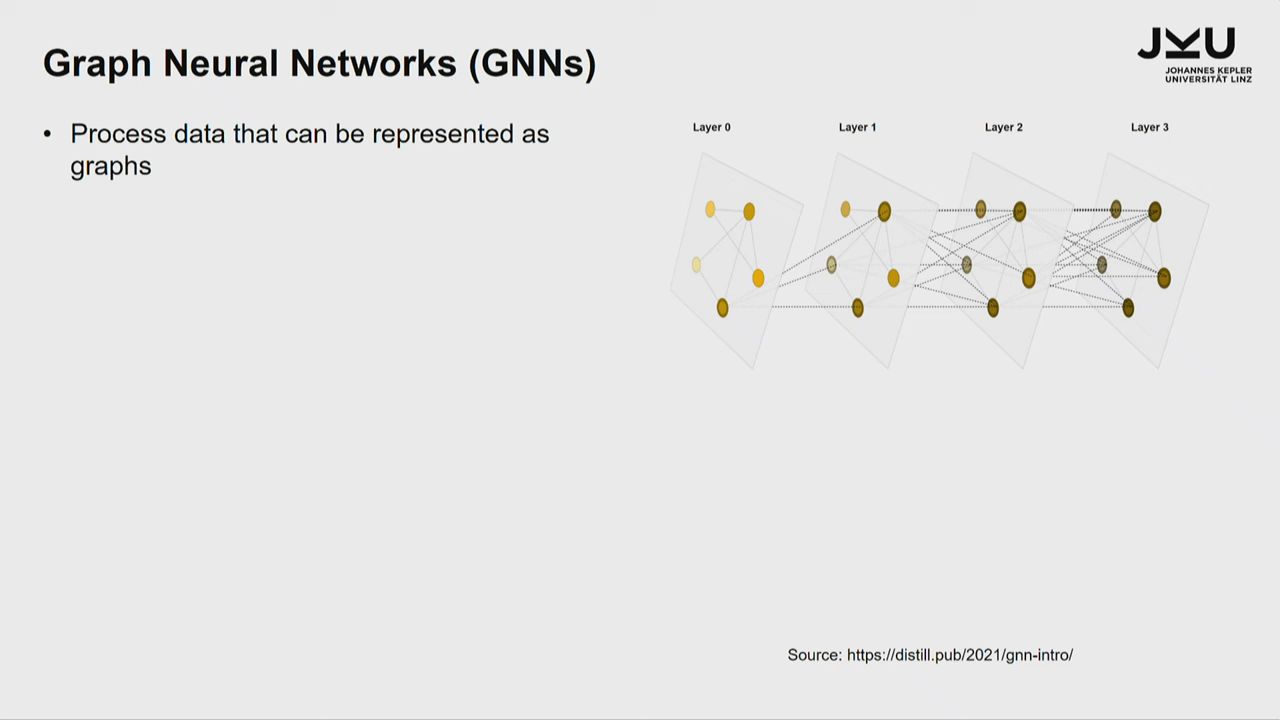 Graph Neural Networks (GNNs)
JKU
JOHANNES KEPLER
UNIVERSITÄT LINZ
• Process data that can be represented as
graphs
Layer 0
Layer 1
Layer 2
Layer 3
Source: https://distill.pub/2021/gnn-intro/